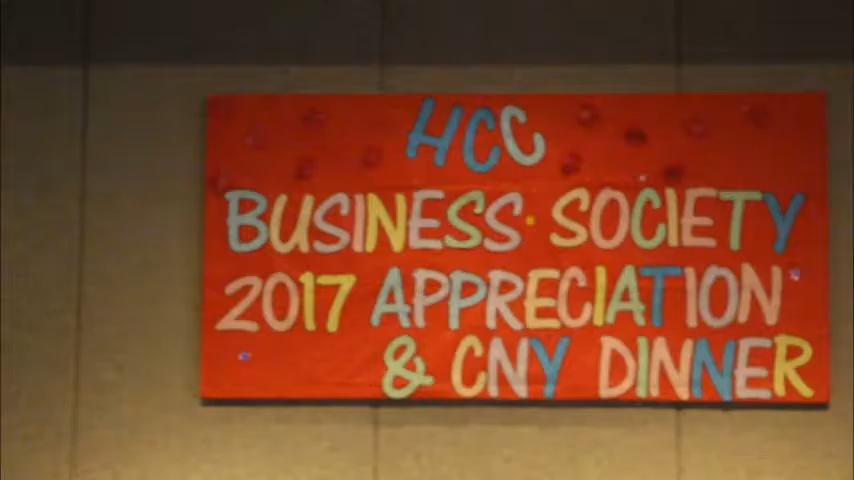 HCC
BUSINESS SOCIETY
2017 APPRECIATION
& CNY DINNER